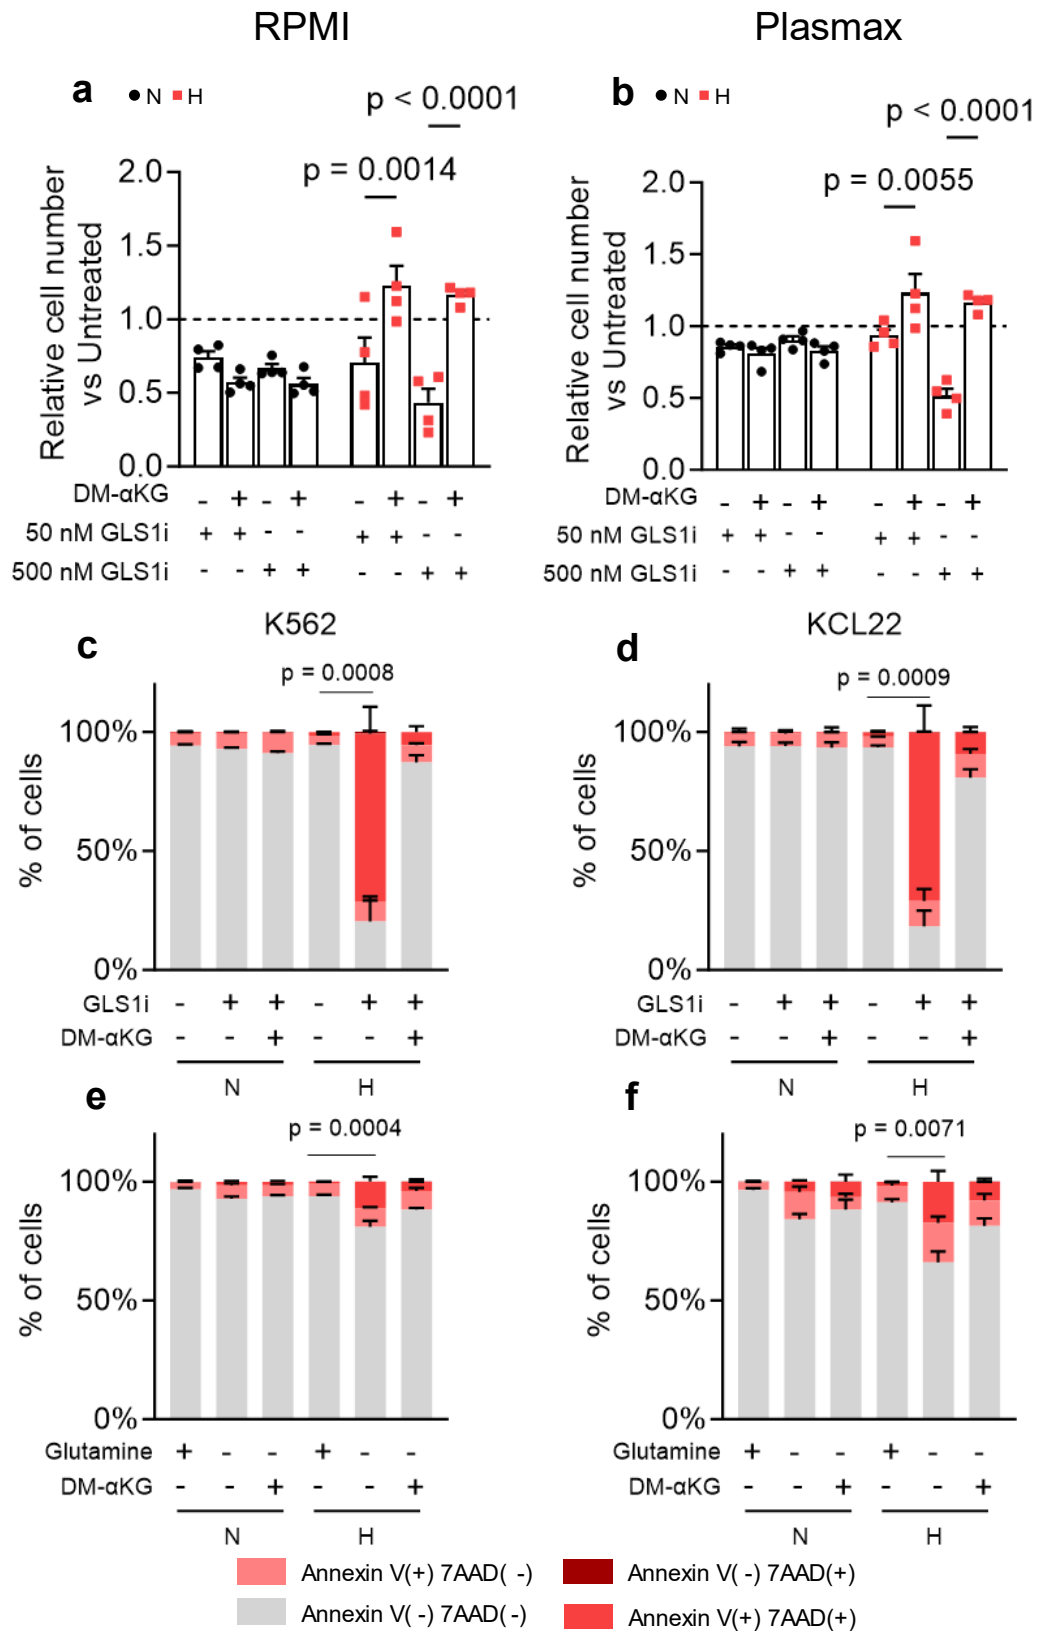 RPMI
Plasmax
a
N
H
p < 0.0001
p = 0.0014
Relative cell number
vs Untreated
2.0
1.5
1.0
0.5
0.0
DM-αKG - + - + - + - +
50 nM GLS1i + + - - + + - -
500 nM GLS1i - - + + - - + +
b
N
H
p < 0.0001
p = 0.0055
Relative cell number
vs Untreated
2.0
1.5
1.0
0.5
0.0
DM-αKG - + - + - + - +
50 nM GLS1i + + - - + + - -
500 nM GLS1i - - + + - - + +
K562
c
p = 0.0008
% of cells
100%
50%
0%
GLS1i - + + - + +
DM-αKG - - + - - +
N
H
KCL22
d
p = 0.0009
% of cells
100%
50%
0%
GLS1i - + + - + +
DM-αKG - - + - - +
N
H
e
p = 0.0004
% of cells
100%
50%
0%
Glutamine + - - + - -
DM-αKG - - + - - +
N
H
f
p = 0.0071
% of cells
100%
50%
0%
Glutamine + - - + - -
DM-αKG - - + - - +
N
H
Annexin V(+) 7AAD( -)
Annexin V( -) 7AAD(+)
Annexin V( -) 7AAD( -)
Annexin V(+) 7AAD(+)